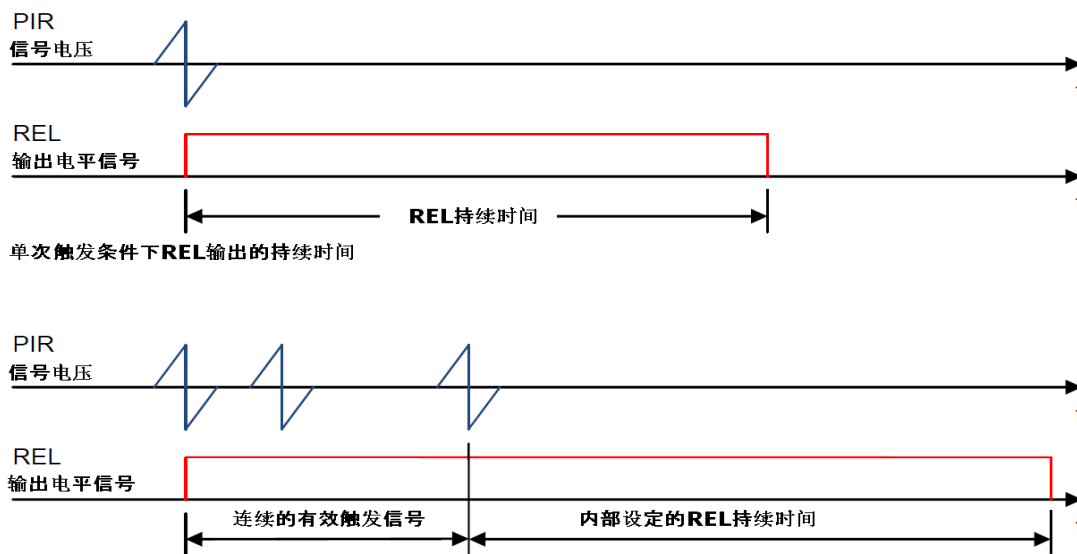 PIR
信号电压
REL
输出电平信号
REL持续时间
单次触发条件下REL输出的持续时间
PIR
信号电压
REL
输出电平信号
连续的有效触发信号
内部设定的REL持续时间